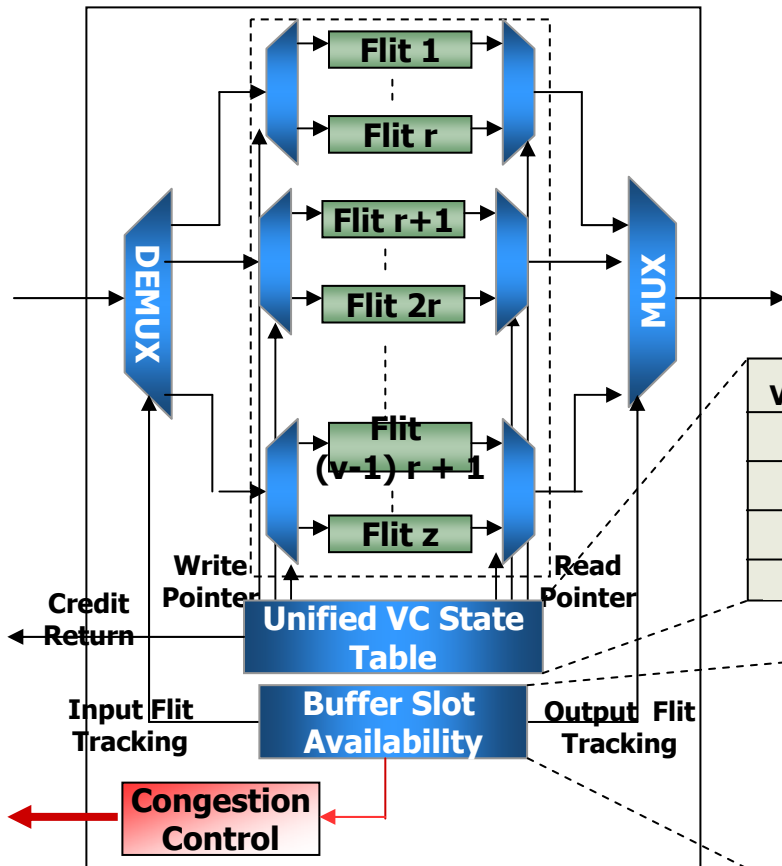 Flit 1
Flit r
Flit r+1
DEMUX
MUX
Flit 2r
V
Flit
(v-1) r + 1
Flit z
Write
Pointer
Read
Pointer
Credit
Return
Unified VC State
Table
Input Flit
Tracking
Buffer Slot
Availability
Output Flit
Tracking
Congestion
Control